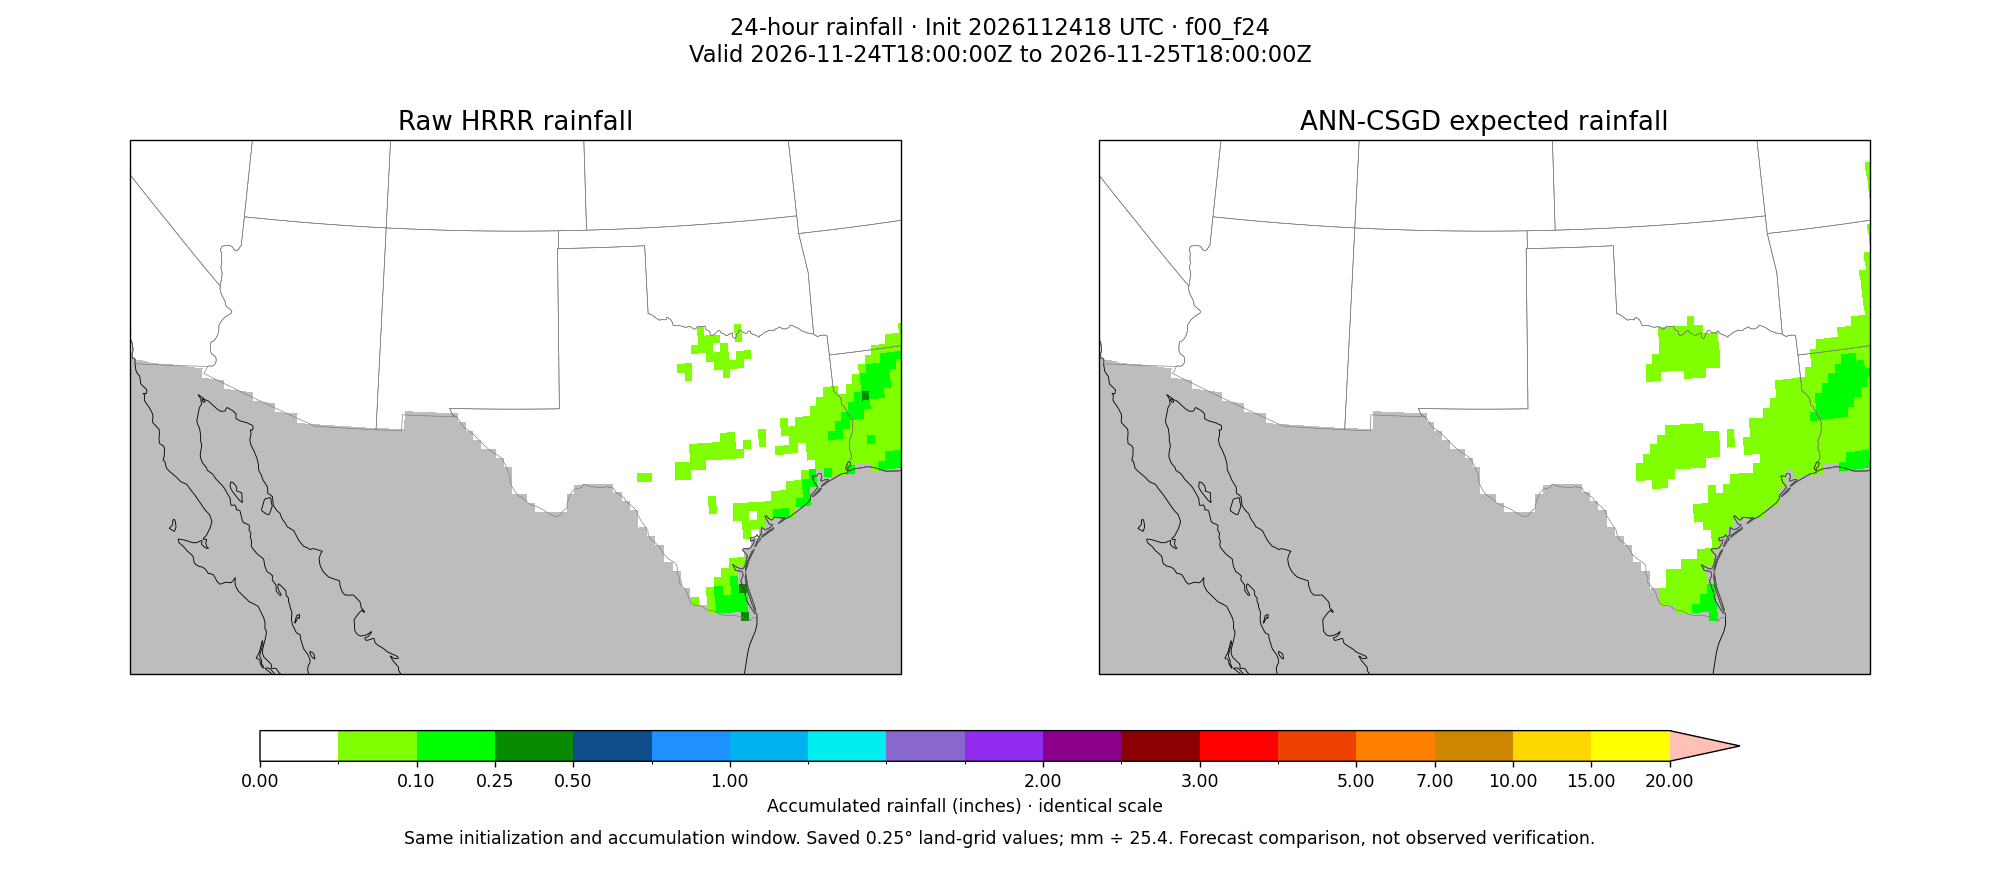 24-hour rainfall · Init 2026112418 UTC · f00_f24
Valid 2026-11-24T18:00:00Z to 2026-11-25T18:00:00Z
Raw HRRR rainfall
ANN-CSGD expected rainfall
0.00 0.10 0.25 0.50 1.00 2.00 3.00 5.00 7.00 10.00 15.00 20.00
Accumulated rainfall (inches) · identical scale
Same initialization and accumulation window. Saved 0.25° land-grid values; mm ÷ 25.4. Forecast comparison, not observed verification.